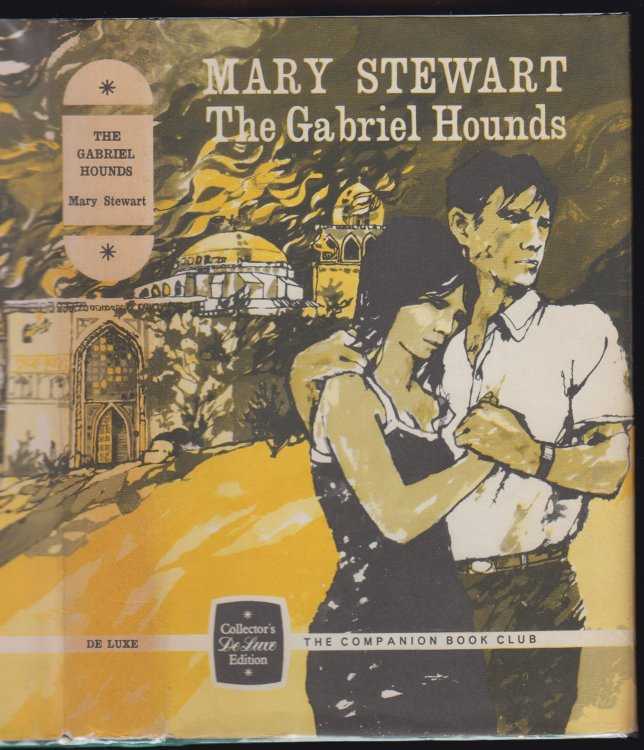 THE
GABRIEL
HOUNDS
Mary Stewart
DE LUXE
MARY STEWART
The Gabriel Hounds
Collector's
De Luxe
Edition
THE COMPANION BOOK CLUB